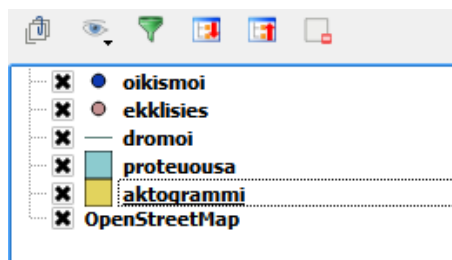 oikismoi
ekklisies
dromoi
proteuousa
aktogrammi
OpenStreetMap